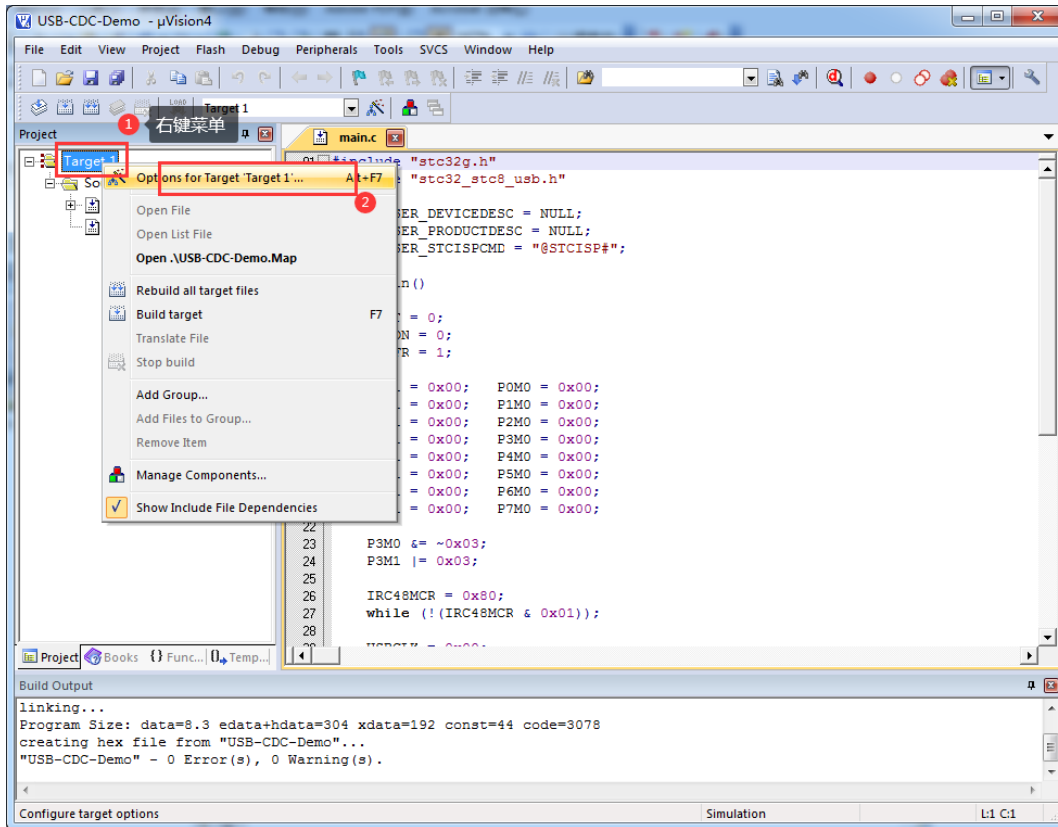 USB-CDC-Demo - µVision4
File Edit View Project Flash Debug Peripherals Tools SVCS Window Help
Target 1
1 右键菜单
Project
main.c
Target 1
Options for Target 'Target 1'... Alt+F7
2
Open File
Open List File
Open .\USB-CDC-Demo.Map
Rebuild all target files
Build target F7
Translate File
Stop build
Add Group...
Add Files to Group...
Remove Item
Manage Components...
Show Include File Dependencies
01 #include "stc32g.h"
"stc32_stc8_usb.h"
SER_DEVICEDESC = NULL;
SER_PRODUCTDESC = NULL;
SER_STCISPCMD = "@STCISP#";
n()
= 0;
N = 0;
R = 1;
= 0x00; P0M0 = 0x00;
= 0x00; P1M0 = 0x00;
= 0x00; P2M0 = 0x00;
= 0x00; P3M0 = 0x00;
= 0x00; P4M0 = 0x00;
= 0x00; P5M0 = 0x00;
= 0x00; P6M0 = 0x00;
= 0x00; P7M0 = 0x00;
22
23 P3M0 &= ~0x03;
24 P3M1 |= 0x03;
25
26 IRC48MCR = 0x80;
27 while (!(IRC48MCR & 0x01));
28
Project Books {} Func... Temp...
Build Output
linking...
Program Size: data=8.3 edata+hdata=304 xdata=192 const=44 code=3078
creating hex file from "USB-CDC-Demo"...
"USB-CDC-Demo" - 0 Error(s), 0 Warning(s).
Configure target options Simulation L:1 C:1